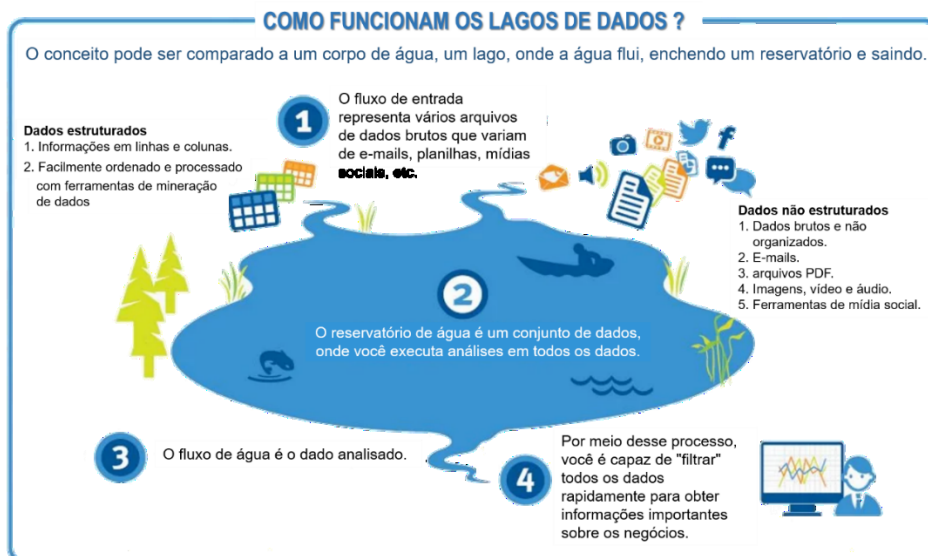 COMO FUNCIONAM OS LAGOS DE DADOS ?
O conceito pode ser comparado a um corpo de água, um lago, onde a água flui, enchendo um reservatório e saindo.
Dados estruturados
1. Informações em linhas e colunas.
2. Facilmente ordenado e processado
com ferramentas de mineração
de dados
1
O fluxo de entrada
representa vários arquivos
de dados brutos que variam
de e-mails, planilhas, mídias
sociais, etc.
Dados não estruturados
1. Dados brutos e não
organizados.
2. E-mails.
3. arquivos PDF.
4. Imagens, vídeo e áudio.
5. Ferramentas de mídia social.
2
O reservatório de água é um conjunto de dados,
onde você executa análises em todos os dados.
3
O fluxo de água é o dado analisado.
4
Por meio desse processo,
você é capaz de "filtrar"
todos os dados
rapidamente para obter
informações importantes
sobre os negócios.